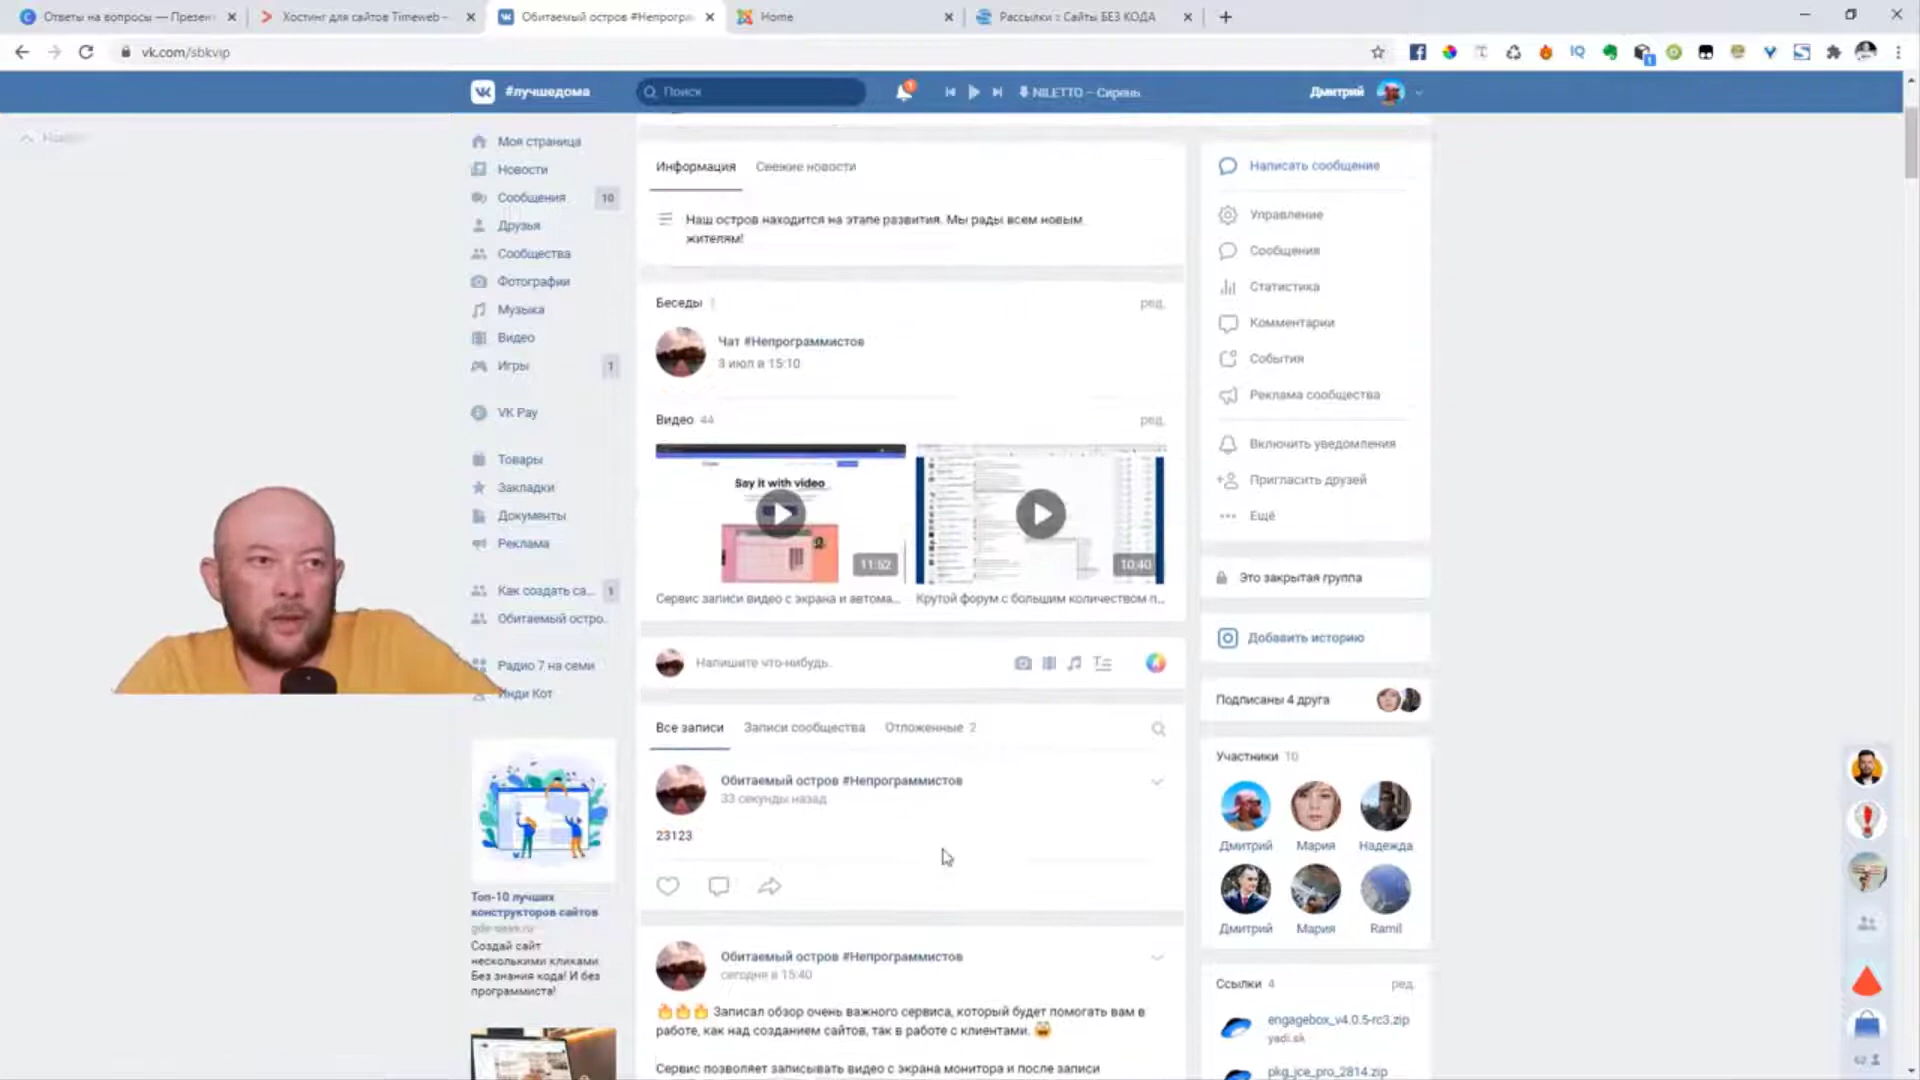 Ответы на вопросы — Презент
Хостинг для сайтов Timeweb –
Обитаемый остров #Непрогра
Home
Рассылки :: Сайты БЕЗ КОДА
vk.com/sbkvip
#лучшедома
Поиск
1
NILETTO – Сирень
Дмитрий
Моя страница
Новости
Сообщения 10
Друзья
Сообщества
Фотографии
Музыка
Видео
Игры 1
VK Pay
Товары
Закладки
Документы
Реклама
Как создать са... 1
Обитаемый остро..
Радио 7 на семи
Инди Кот
Топ-10 лучших
конструкторов сайтов
Создай сайт
несколькими кликами
Без знания кода! И без
программиста!
Информация Свежие новости
Наш остров находится на этапе развития. Мы рады всем новым
жителям!
Беседы 1 ред.
Чат #Непрограммистов
3 июл в 15:10
Видео 44 ред.
Say it with video
11:52
10:40
Сервис записи видео с экрана и автома...
Крутой форум с большим количеством п...
Напишите что-нибудь.
Все записи Записи сообщества Отложенные 2
Обитаемый остров #Непрограммистов
33 секунды назад
23123
Обитаемый остров #Непрограммистов
сегодня в 15:40
Записал обзор очень важного сервиса, который будет помогать вам в
работе, как над созданием сайтов, так в работе с клиентами.
Сервис позволяет записывать видео с экрана монитора и после записи
Написать сообщение
Управление
Сообщения
Статистика
Комментарии
События
Реклама сообщества
Включить уведомления
Пригласить друзей
Ещё
Это закрытая группа
Добавить историю
Подписаны 4 друга
Участники 10
Дмитрий Мария Надежда
Дмитрий Мария Ramil
Ссылки 4 ред.
engagebox_v4.0.5-rc3.zip
yadi.sk
pkg_jce_pro_2814.zip